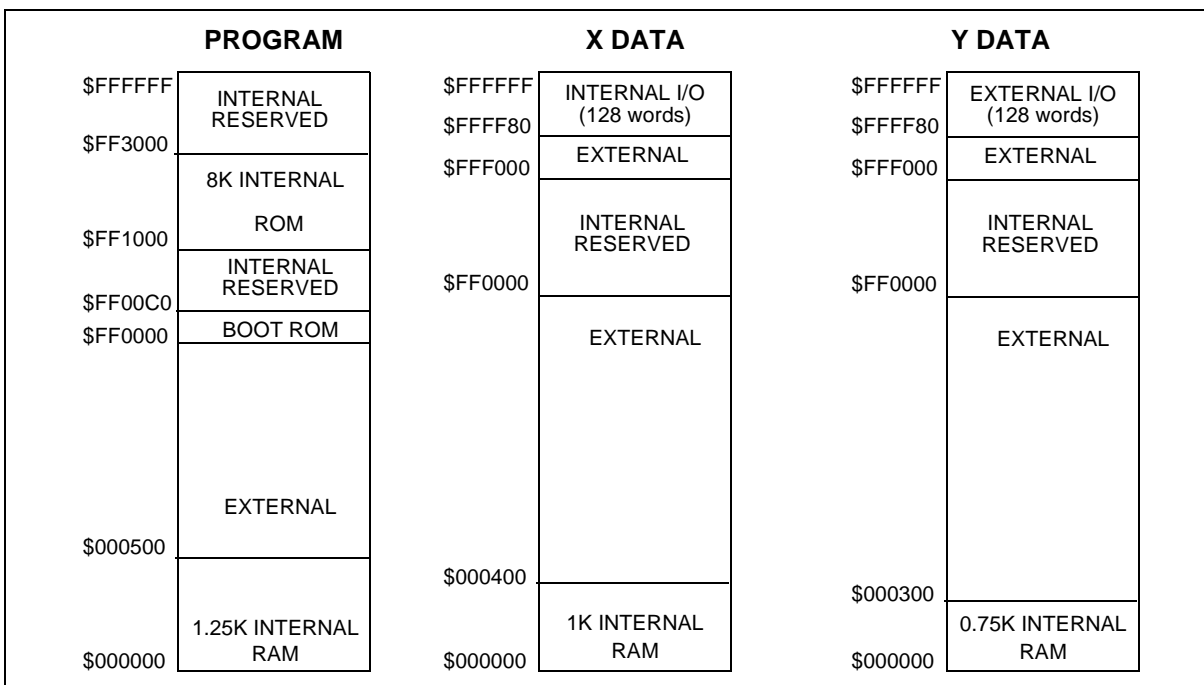 PROGRAM
$FFFFFF
INTERNAL
RESERVED
$FF3000
8K INTERNAL
ROM
$FF1000
INTERNAL
RESERVED
$FF00C0
BOOT ROM
$FF0000
EXTERNAL
$000500
1.25K INTERNAL
RAM
$000000
X DATA
$FFFFFF
INTERNAL I/O
(128 words)
$FFFF80
EXTERNAL
$FFF000
INTERNAL
RESERVED
$FF0000
EXTERNAL
$000400
1K INTERNAL
RAM
$000000
Y DATA
$FFFFFF
EXTERNAL I/O
(128 words)
$FFFF80
EXTERNAL
$FFF000
INTERNAL
RESERVED
$FF0000
EXTERNAL
$000300
0.75K INTERNAL
RAM
$000000